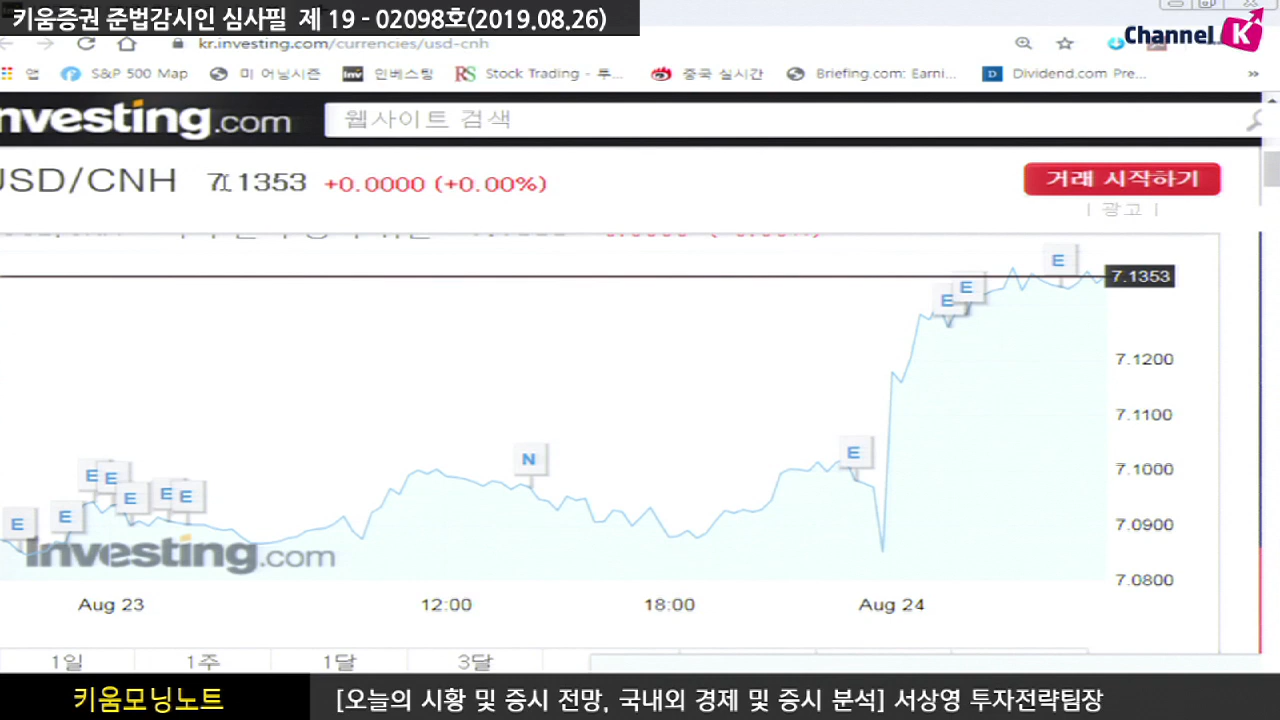 키움증권 준법감시인 심사필 제 19 - 02098호(2019.08.26)
Channel K
kr.investing.com/currencies/usd-cnh
앱 S&P 500 Map 미 어닝시즌 Inv 인베스팅 RS Stock Trading - 투... 중국 실시간 Briefing.com: Earni... D Dividend.com Pre... »
nvesting.com 웹사이트 검색
USD/CNH 7.1353 +0.0000 (+0.00%) 거래 시작하기
| 광고 |
E
E
E
7.1353
7.1200
7.1100
N
E
7.1000
E
E
E
E
E
E
E
7.0900
Investing.com
7.0800
Aug 23 12:00 18:00 Aug 24
1일 1주 1달 3달
키움모닝노트 [오늘의 시황 및 증시 전망, 국내외 경제 및 증시 분석] 서상영 투자전략팀장